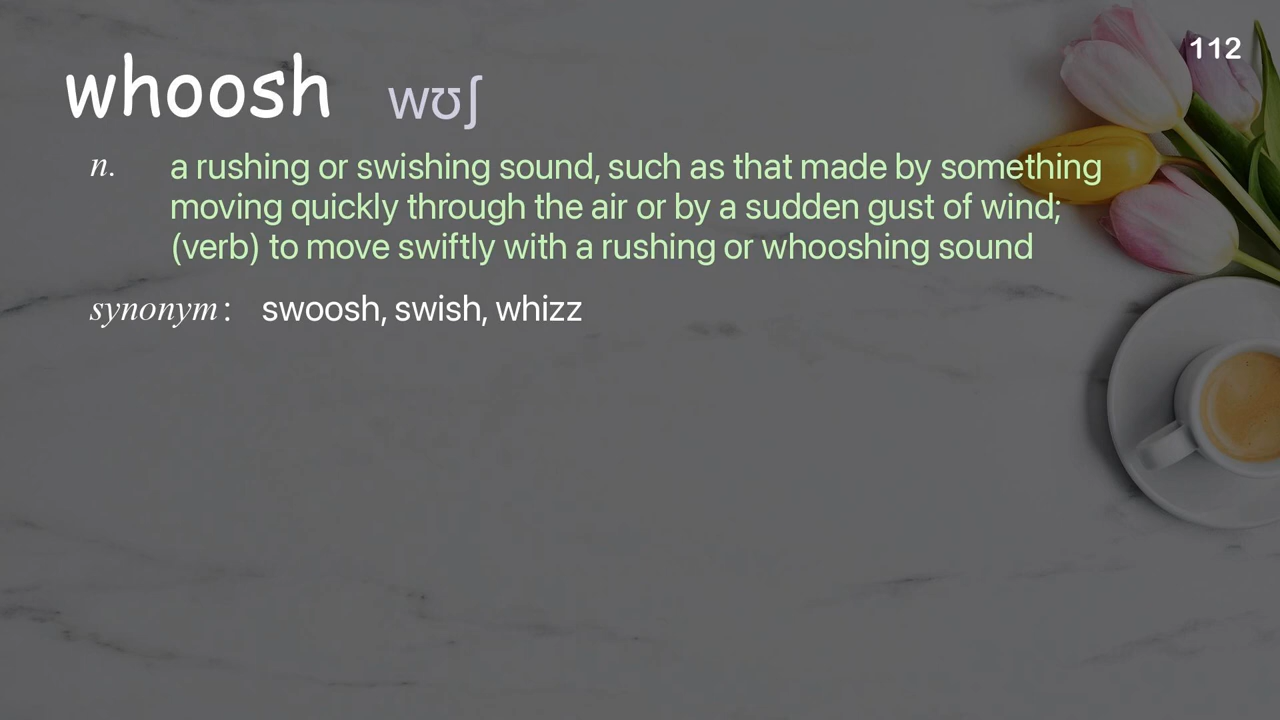 112
whoosh wʊʃ
n. a rushing or swishing sound, such as that made by something
moving quickly through the air or by a sudden gust of wind;
(verb) to move swiftly with a rushing or whooshing sound
synonym: swoosh, swish, whizz